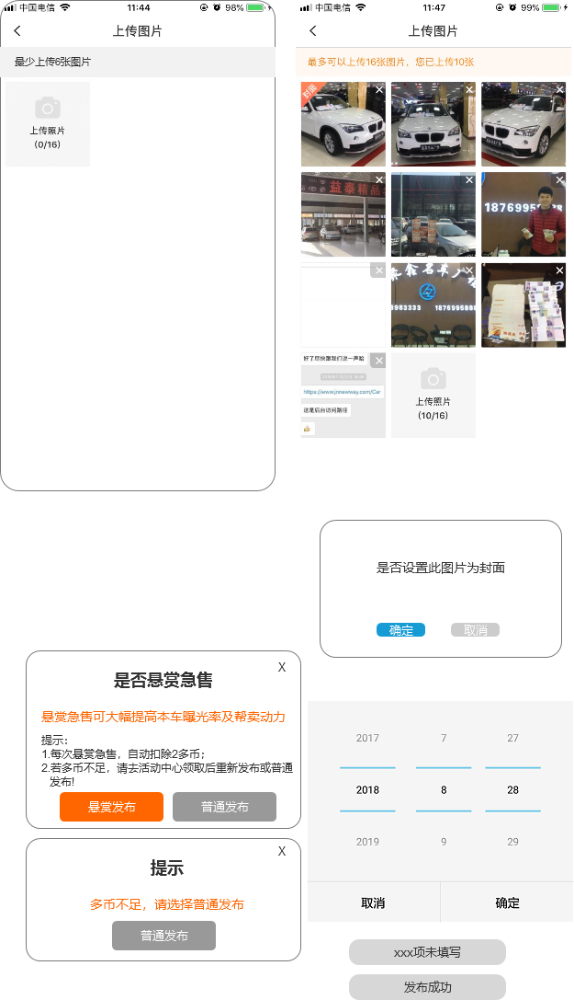 中国电信
11:44
98%
上传图片
最少上传6张图片
上传照片
(0/16)
中国电信
11:47
99%
上传图片
最多可以上传16张图片，您已上传10张
封面
益泰精品
187699558
983333
1876995888
好了尽快跟我们说一声哈
https://www.jnnewway.com/Car
这是后台访问路径
上传照片
(10/16)
是否设置此图片为封面
确定
取消
X
是否悬赏急售
悬赏急售可大幅提高本车曝光率及帮卖动力
提示：
1.每次悬赏急售，自动扣除2多币；
2.若多币不足，请去活动中心领取后重新发布或普通
发布!
悬赏发布
普通发布
X
提示
多币不足，请选择普通发布
普通发布
2017
7
27
2018
8
28
2019
9
29
取消
确定
xxx项未填写
发布成功